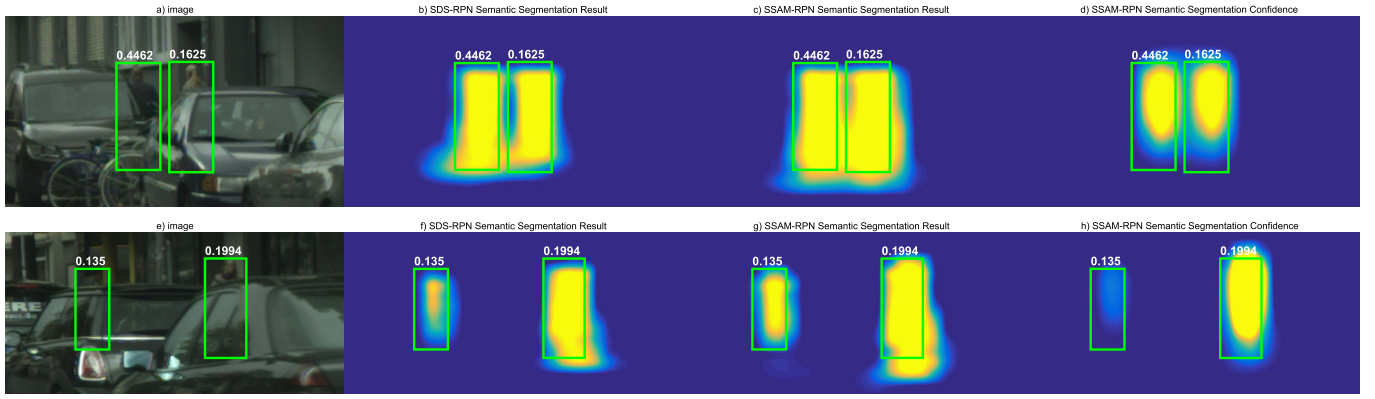 a) image
b) SDS-RPN Semantic Segmentation Result
c) SSAM-RPN Semantic Segmentation Result
d) SSAM-RPN Semantic Segmentation Confidence
0.4462 0.1625
0.4462 0.1625
0.4462 0.1625
0.4462 0.1625
e) image
f) SDS-RPN Semantic Segmentation Result
g) SSAM-RPN Semantic Segmentation Result
h) SSAM-RPN Semantic Segmentation Confidence
0.135 0.1994
0.135 0.1994
0.135 0.1994
0.135 0.1994
ERE